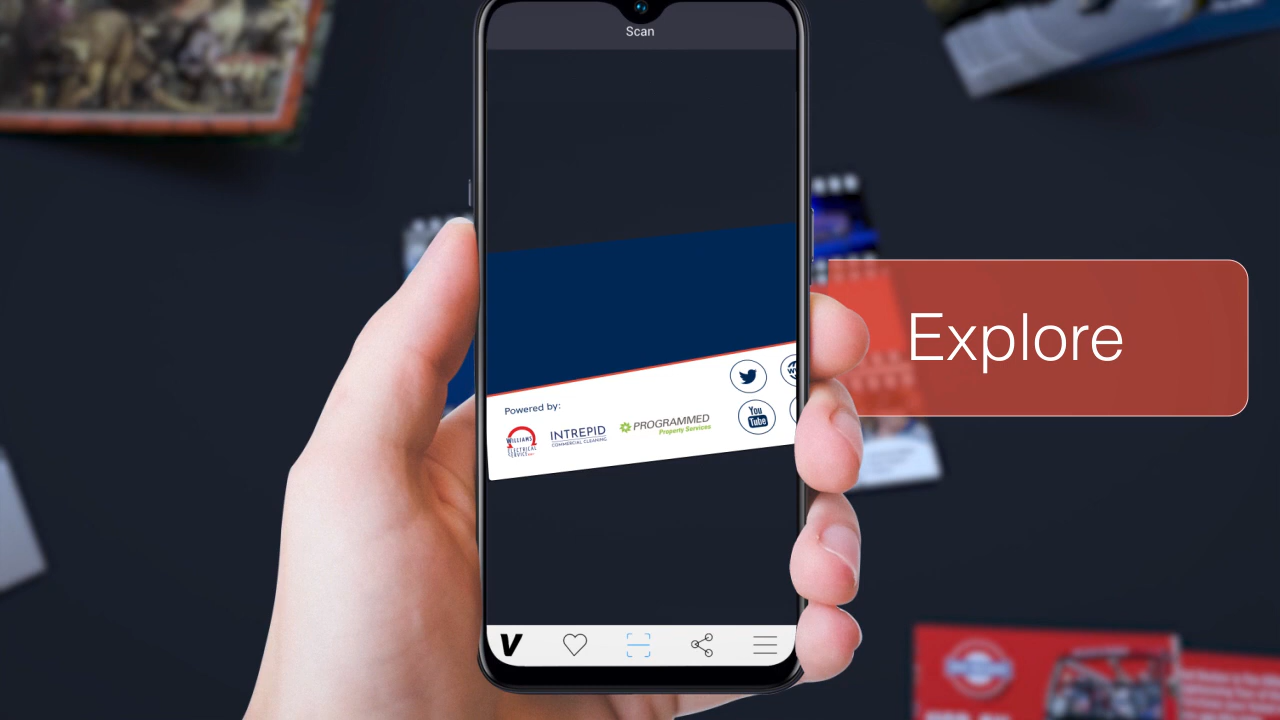 Scan
Explore
Powered by:
WILLIAMS
ELECTRICAL
SERVICE
INTREPID
COMMERCIAL CLEANING
PROGRAMMED
Property Services
You
Tube
V